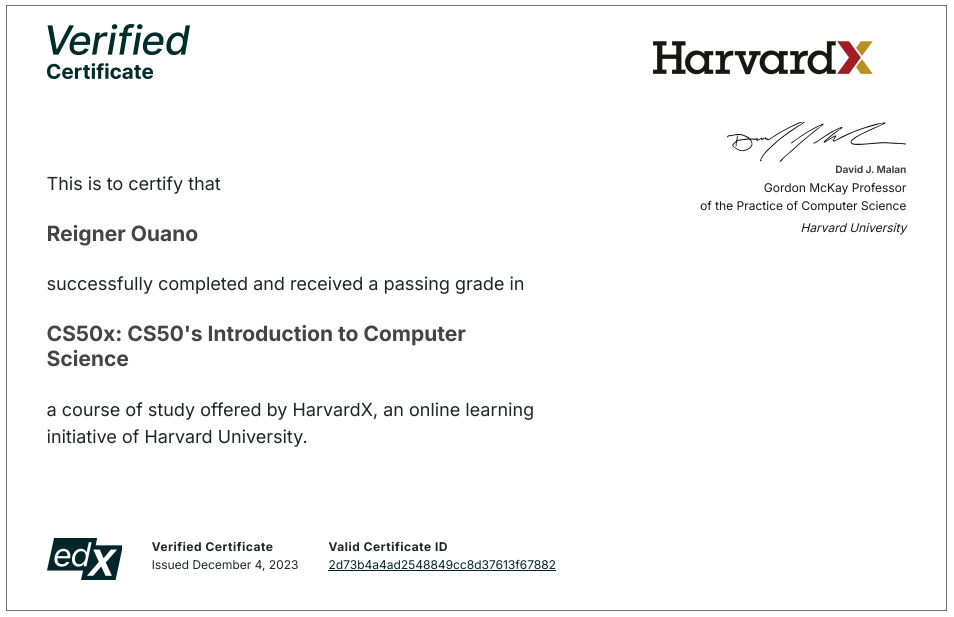 Verified
Certificate
HarvardX
David J. Malan
Gordon McKay Professor
of the Practice of Computer Science
Harvard University
This is to certify that
Reigner Ouano
successfully completed and received a passing grade in
CS50x: CS50's Introduction to Computer
Science
a course of study offered by HarvardX, an online learning
initiative of Harvard University.
edX
Verified Certificate
Issued December 4, 2023
Valid Certificate ID
2d73b4a4ad2548849cc8d37613f67882